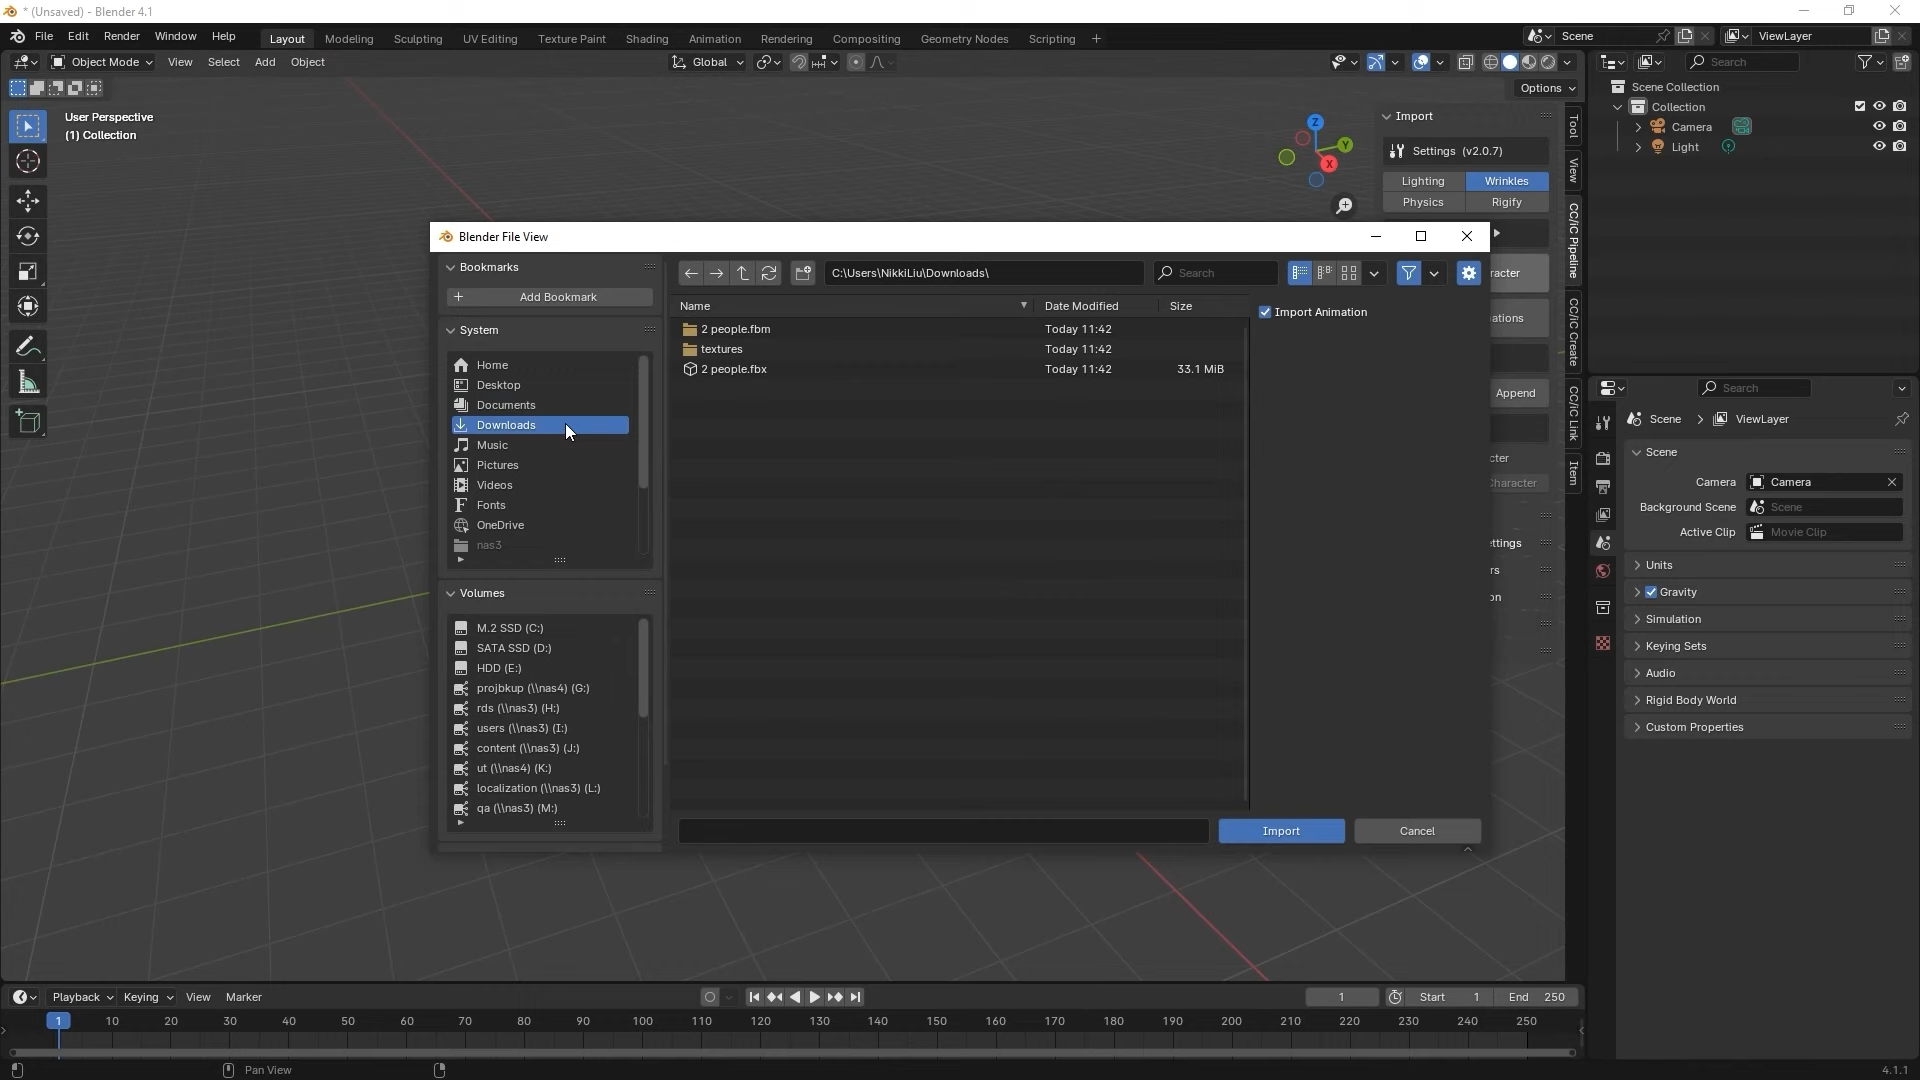 * (Unsaved) - Blender 4.1
File Edit Render Window Help
Layout Modeling Sculpting UV Editing Texture Paint Shading Animation Rendering Compositing Geometry Nodes Scripting +
Scene
ViewLayer
Object Mode View Select Add Object
Global
Search
Options
User Perspective
(1) Collection
Z
Y
X
Import
Settings (v2.0.7)
Lighting Wrinkles
Physics Rigify
Tool
View
CC/iC Pipeline
CC/iC Create
CC/iC Link
Item
Scene Collection
Collection
Camera
Light
Blender File View
Bookmarks
Add Bookmark
System
Home
Desktop
Documents
Downloads
Music
Pictures
Videos
Fonts
OneDrive
nas3
Volumes
M.2 SSD (C:)
SATA SSD (D:)
HDD (E:)
projbkup (\\nas4) (G:)
rds (\\nas3) (H:)
users (\\nas3) (I:)
content (\\nas3) (J:)
ut (\\nas4) (K:)
localization (\\nas3) (L:)
qa (\\nas3) (M:)
C:\Users\NikkiLiu\Downloads\
Search
Name Date Modified Size
2 people.fbm Today 11:42
textures Today 11:42
2 people.fbx Today 11:42 33.1 MiB
Import Animation
Import Cancel
racter
ations
Append
cter
Character
ettings
rs
on
Search
Scene > ViewLayer
Scene
Camera Camera
Background Scene Scene
Active Clip Movie Clip
Units
Gravity
Simulation
Keying Sets
Audio
Rigid Body World
Custom Properties
Playback Keying View Marker
1
Start 1 End 250
1 10 20 30 40 50 60 70 80 90 100 110 120 130 140 150 160 170 180 190 200 210 220 230 240 250
Pan View
4.1.1